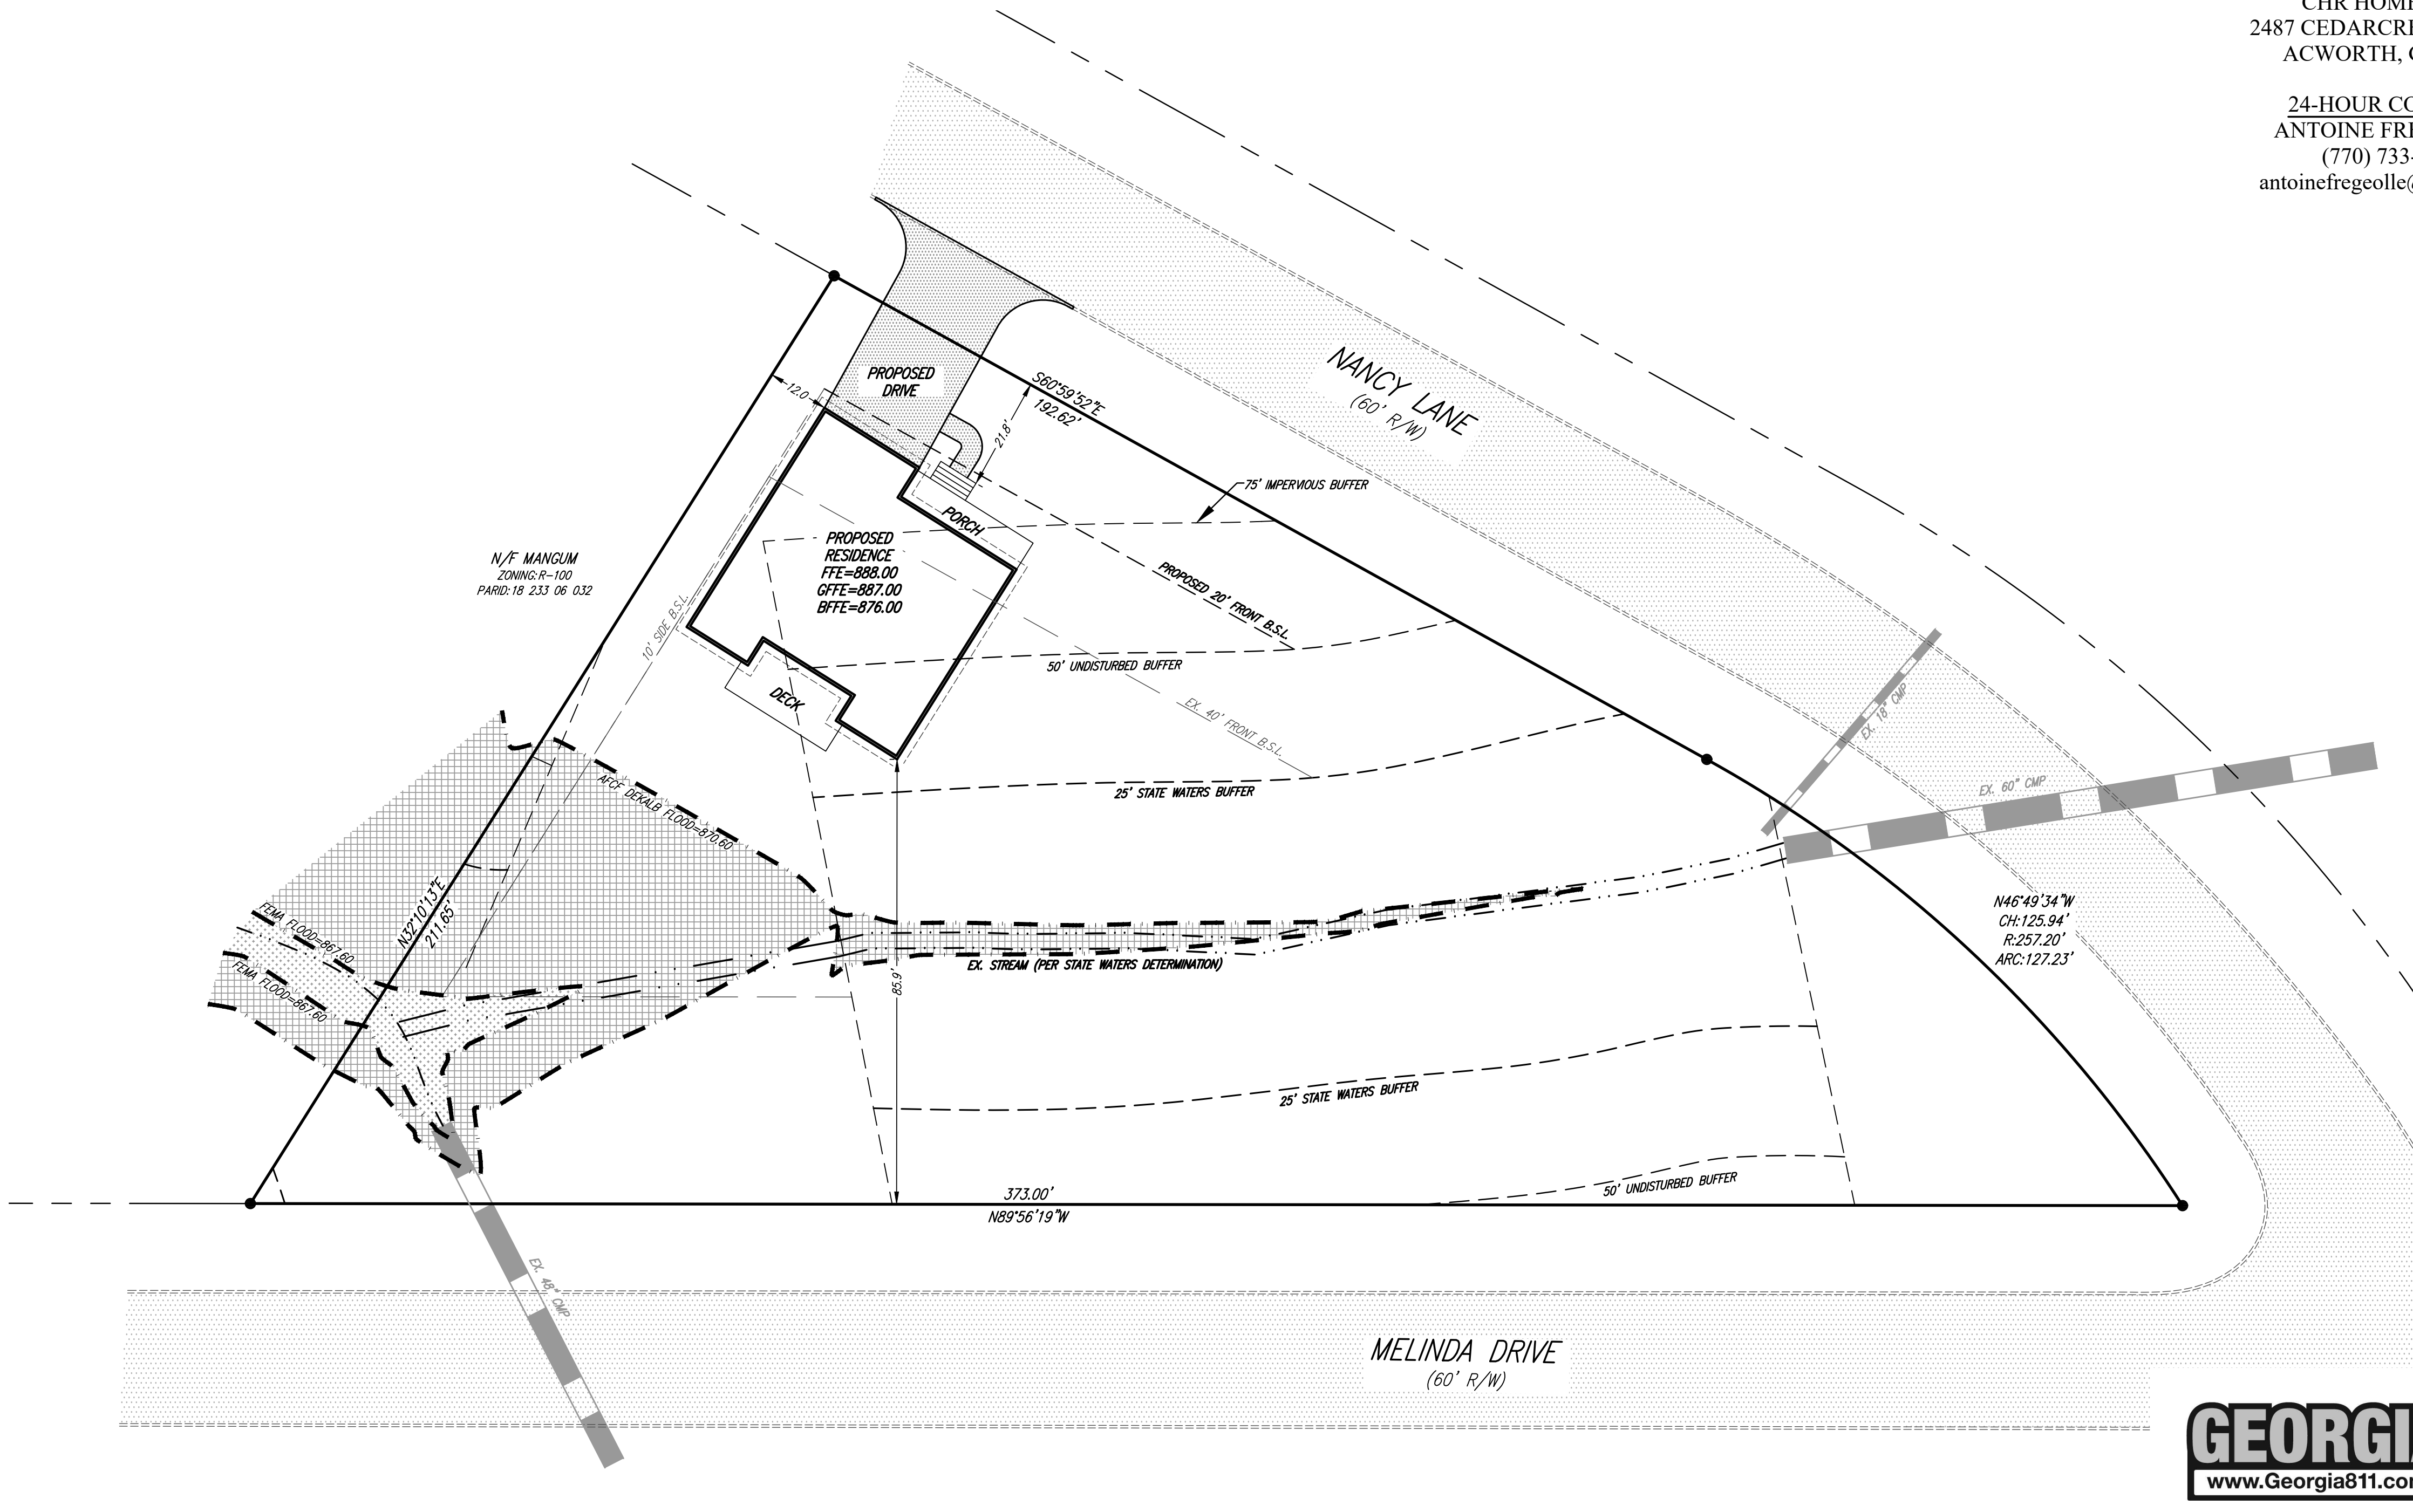 CHR HOME
2487 CEDARCRE
ACWORTH,
24-HOUR CO
ANTOINE FRE
(770) 733-
antoinefregeolle@
NANCY LANE
(60' R/W)
PROPOSED
DRIVE
12.0
S60°59'52"E
192.62'
21.8'
75' IMPERVIOUS BUFFER
PORCH
PROPOSED
RESIDENCE
FFE=888.00
GFFE=887.00
BFFE=876.00
N/F MANGUM
ZONING:R-100
PARID:18 233 06 032
10' SIDE B.S.L.
PROPOSED 20' FRONT B.S.L.
50' UNDISTURBED BUFFER
DECK
EX. 40' FRONT B.S.L.
EX. 18" CMP
EX. 60" CMP
25' STATE WATERS BUFFER
AFCF DEKALB FLOOD=870.60
N32°10'13"E
211.65'
FEMA FLOOD=867.60
FEMA FLOOD=867.60
EX. STREAM (PER STATE WATERS DETERMINATION)
85.9'
N46°49'34"W
CH:125.94'
R:257.20'
ARC:127.23'
25' STATE WATERS BUFFER
50' UNDISTURBED BUFFER
373.00'
N89°56'19"W
EX. 48" CMP
MELINDA DRIVE
(60' R/W)
GEORGI
www.Georgia811.co